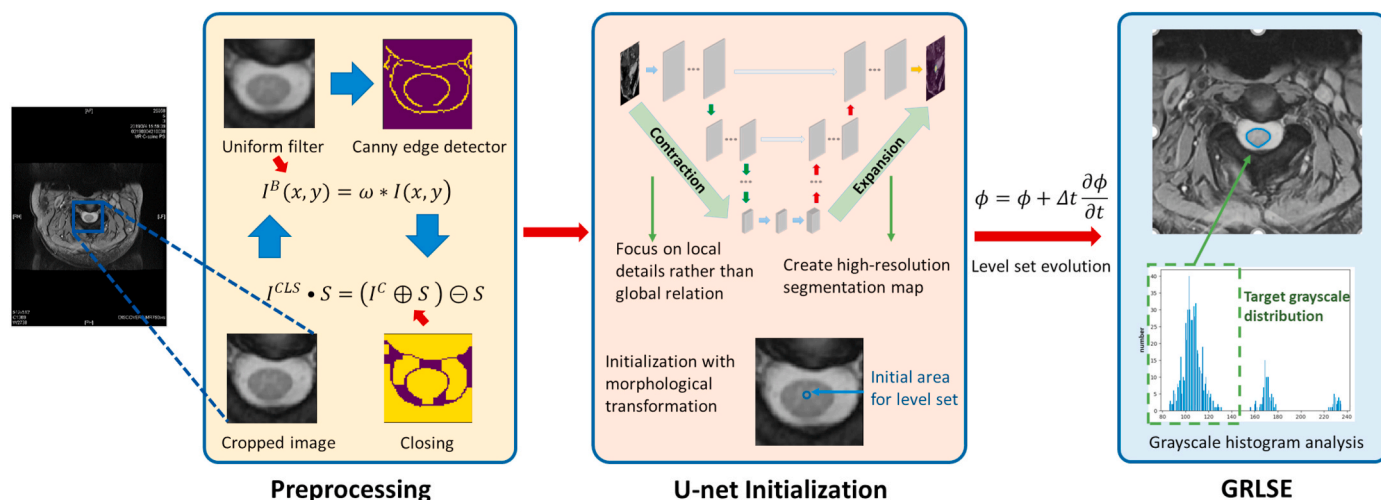 Uniform filter
Canny edge detector
I^B(x, y) = ω * I(x, y)
I^{CLS} • S = (I^C ⊕ S) ⊖ S
Cropped image
Closing
Preprocessing
Contraction
Expansion
Focus on local
details rather than
global relation
Create high-resolution
segmentation map
Initialization with
morphological
transformation
Initial area
for level set
U-net Initialization
ϕ = ϕ + Δt ∂ϕ/∂t
Level set evolution
Target grayscale
distribution
number
40
35
30
25
20
15
10
5
0
80 100 120 140 160 180 200 220 240
Grayscale histogram analysis
GRLSE